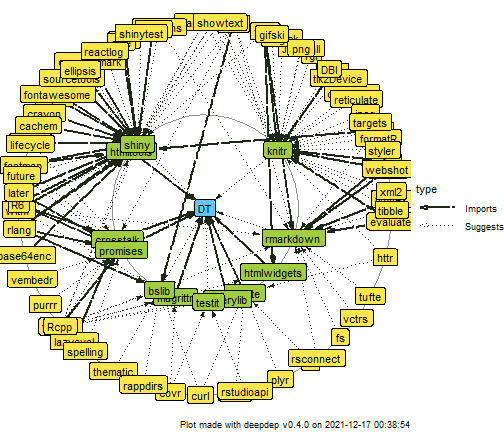 showtext
shinytest
gifski
png
reactlog
ellipsis
DBI
sourcetools
tikzDevice
fontawesome
reticulate
crayon
targets
cachem
formatR
lifecycle
shiny
htmltools
knitr
styler
webshot
future
later
xml2
R6
DT
tibble
type
Imports
evaluate
rlang
crosstalk
rmarkdown
Suggests
promises
base64enc
httr
htmlwidgets
vembedr
bslib
magrittr
testit
tufte
purrr
vctrs
Rcpp
lazyeval
fs
spelling
rsconnect
thematic
plyr
rappdirs
covr
curl
rstudioapi
Plot made with deepdep v0.4.0 on 2021-12-17 00:38:54